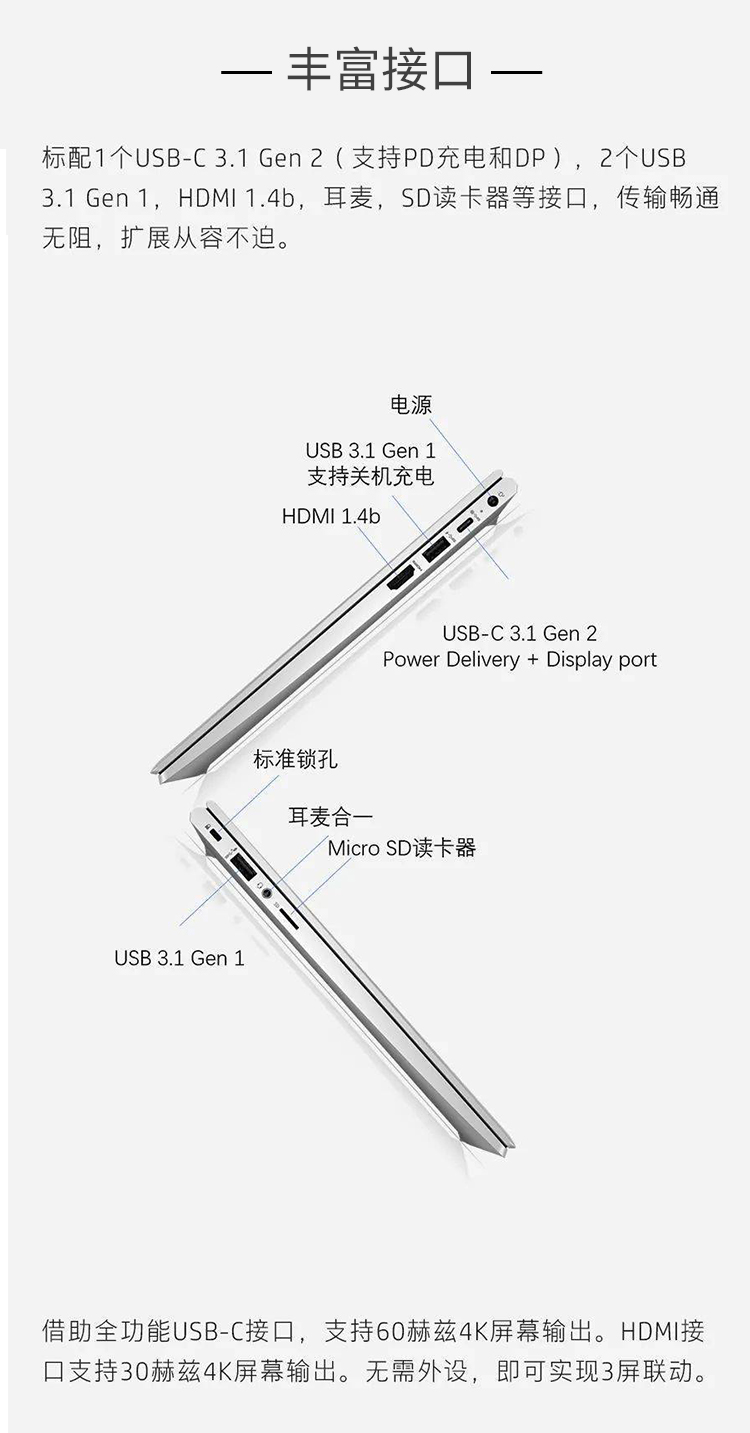 丰富接口
标配1个USB-C 3.1 Gen 2（支持PD充电和DP），2个USB
3.1 Gen 1，HDMI 1.4b，耳麦，SD读卡器等接口，传输畅通
无阻，扩展从容不迫。
电源
USB 3.1 Gen 1
支持关机充电
HDMI 1.4b
USB-C 3.1 Gen 2
Power Delivery + Display port
标准锁孔
耳麦合一
Micro SD读卡器
USB 3.1 Gen 1
借助全功能USB-C接口，支持60赫兹4K屏幕输出。HDMI接
口支持30赫兹4K屏幕输出。无需外设，即可实现3屏联动。